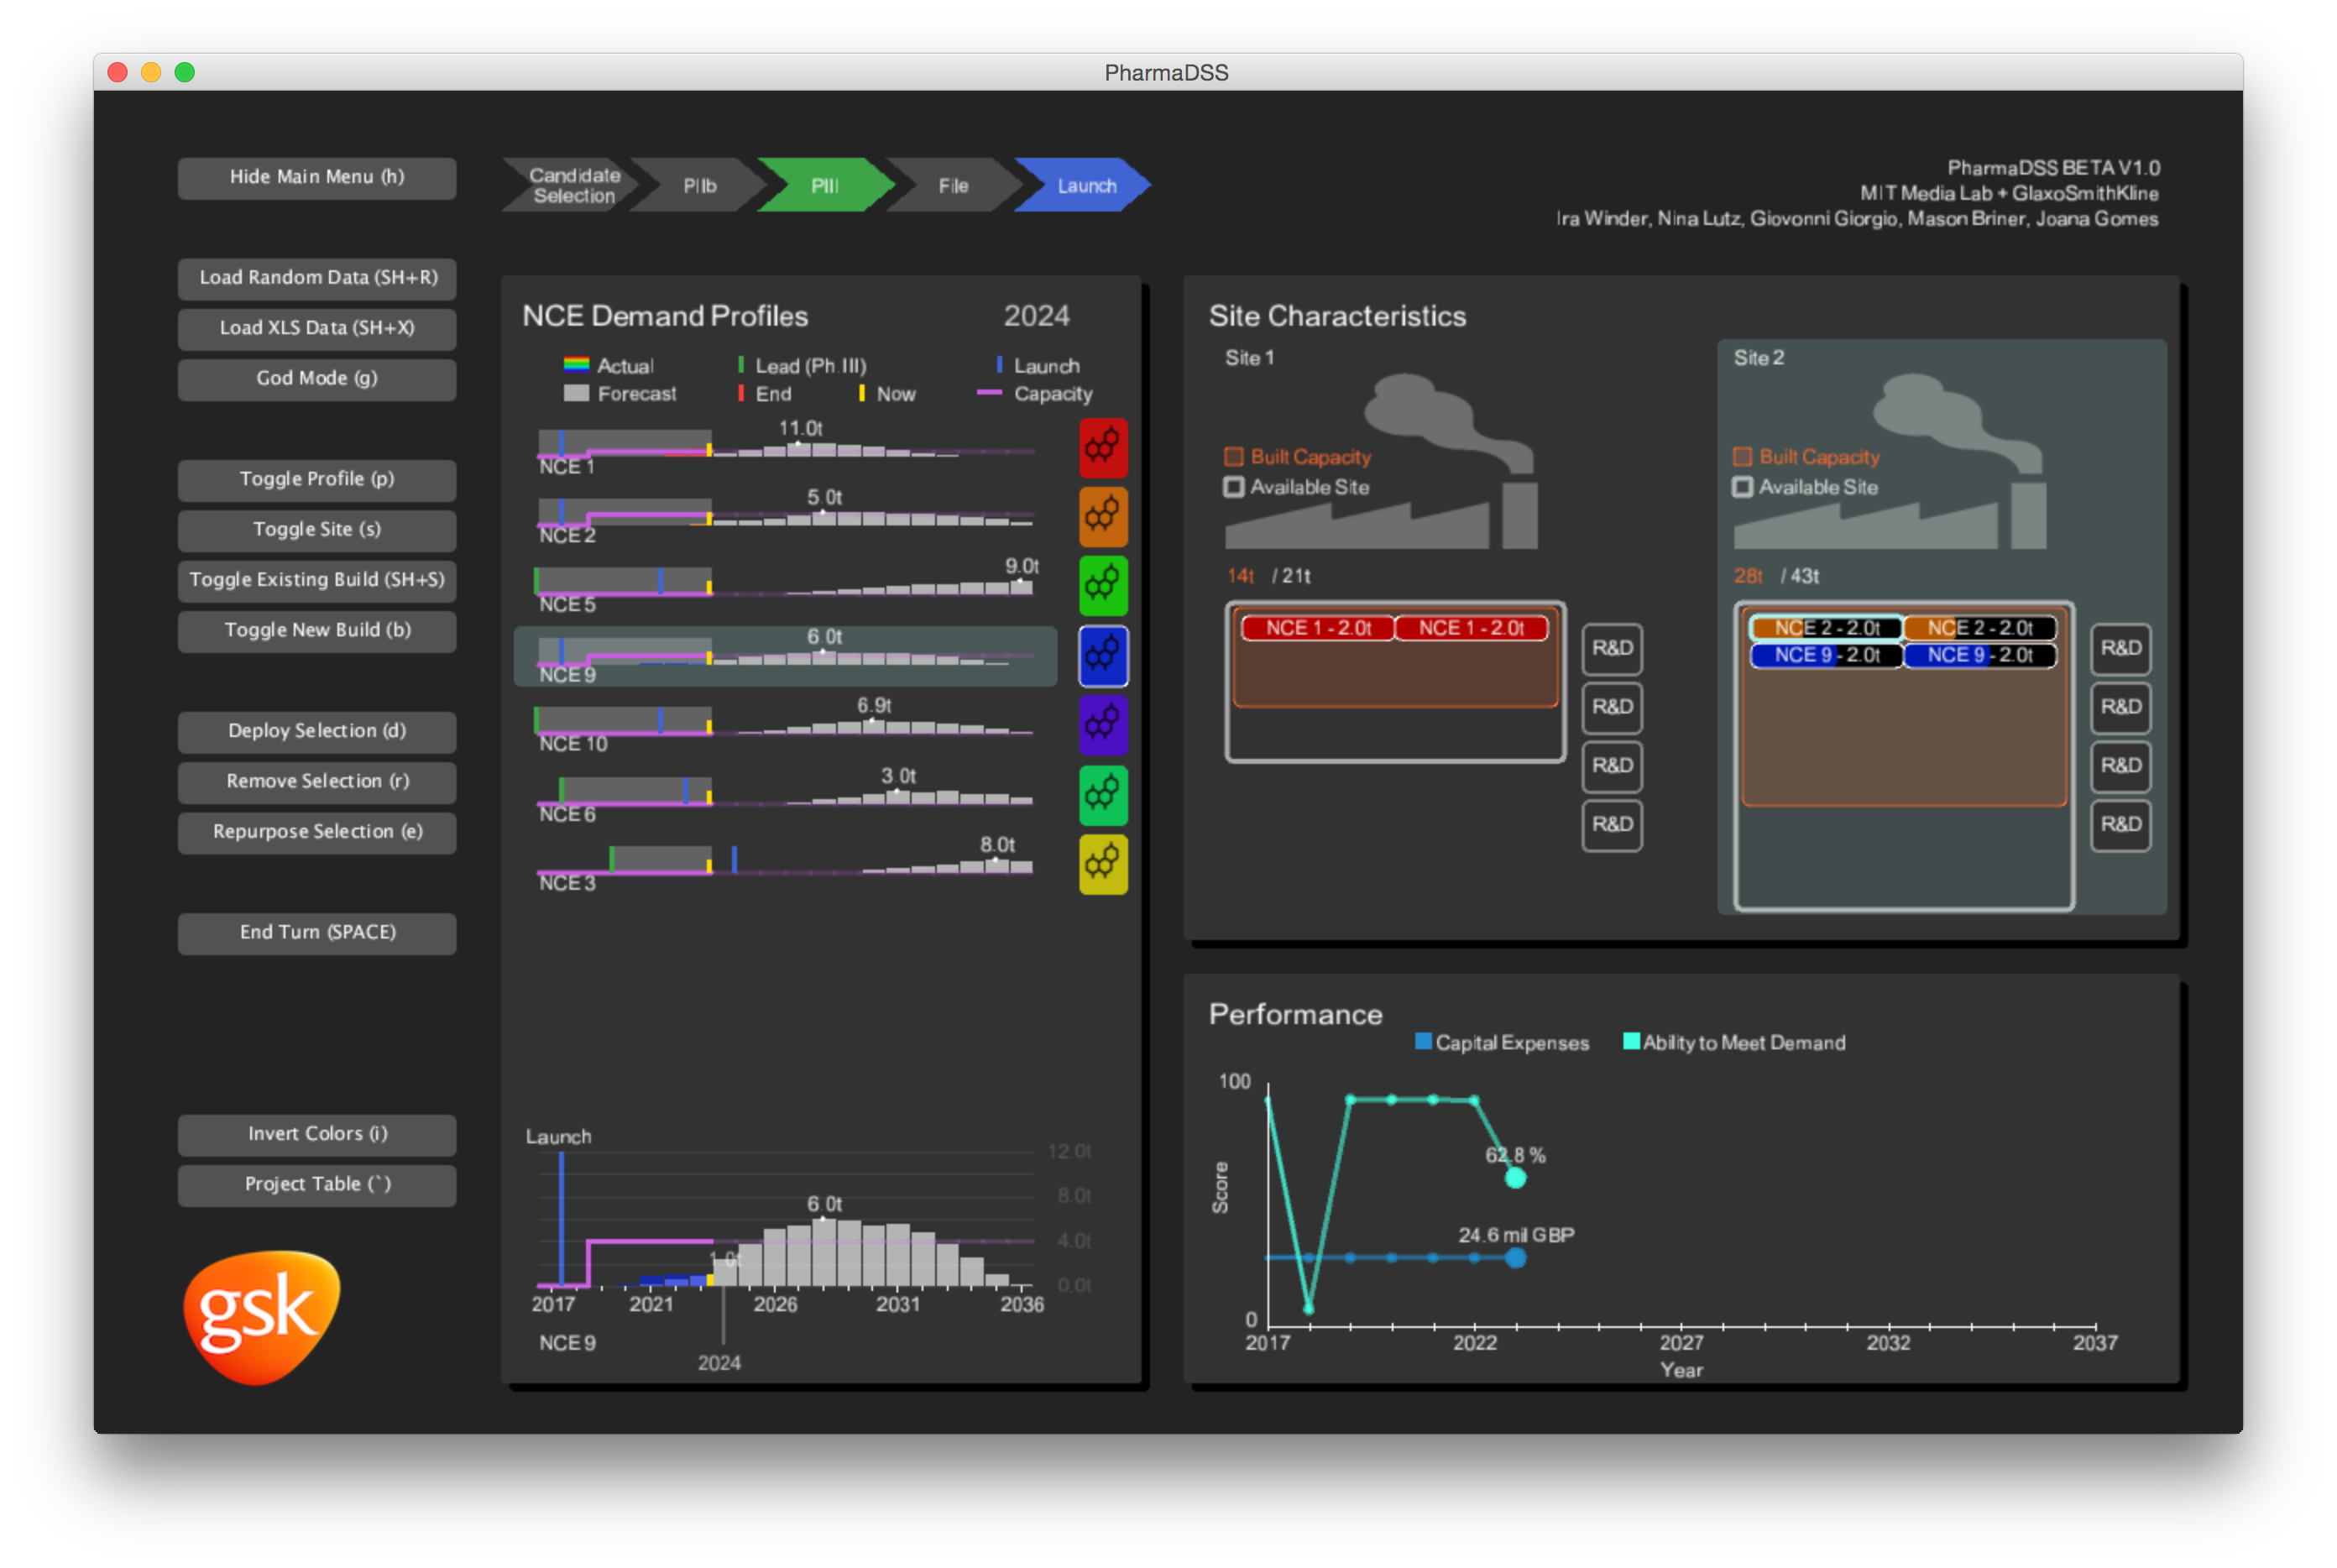 PharmaDSS
Hide Main Menu (h)
Load Random Data (SH+R)
Load XLS Data (SH+X)
God Mode (g)
Toggle Profile (p)
Toggle Site (s)
Toggle Existing Build (SH+S)
Toggle New Build (b)
Deploy Selection (d)
Remove Selection (r)
Repurpose Selection (e)
End Turn (SPACE)
Invert Colors (i)
Project Table (`)
gsk
Candidate
Selection
PIIb
PIII
File
Launch
PharmaDSS BETA V1.0
MIT Media Lab + GlaxoSmithKline
Ira Winder, Nina Lutz, Giovonni Giorgio, Mason Briner, Joana Gomes
NCE Demand Profiles 2024
Actual Lead (Ph.III) Launch
Forecast End Now Capacity
11.0t
NCE 1
5.0t
NCE 2
9.0t
NCE 5
6.0t
NCE 9
6.9t
NCE 10
3.0t
NCE 6
8.0t
NCE 3
Launch
12.0t
8.0t
6.0t
4.0t
1.0t
0.0t
2017 2021 2026 2031 2036
NCE 9
2024
Site Characteristics
Site 1
Built Capacity
Available Site
14t / 21t
NCE 1 - 2.0t NCE 1 - 2.0t
R&D
R&D
R&D
R&D
Site 2
Built Capacity
Available Site
28t / 43t
NCE 2 - 2.0t NCE 2 - 2.0t
NCE 9 - 2.0t NCE 9 - 2.0t
R&D
R&D
R&D
R&D
Performance
Capital Expenses Ability to Meet Demand
100
62.8 %
Score
24.6 mil GBP
0
2017 2022 2027 2032 2037
Year